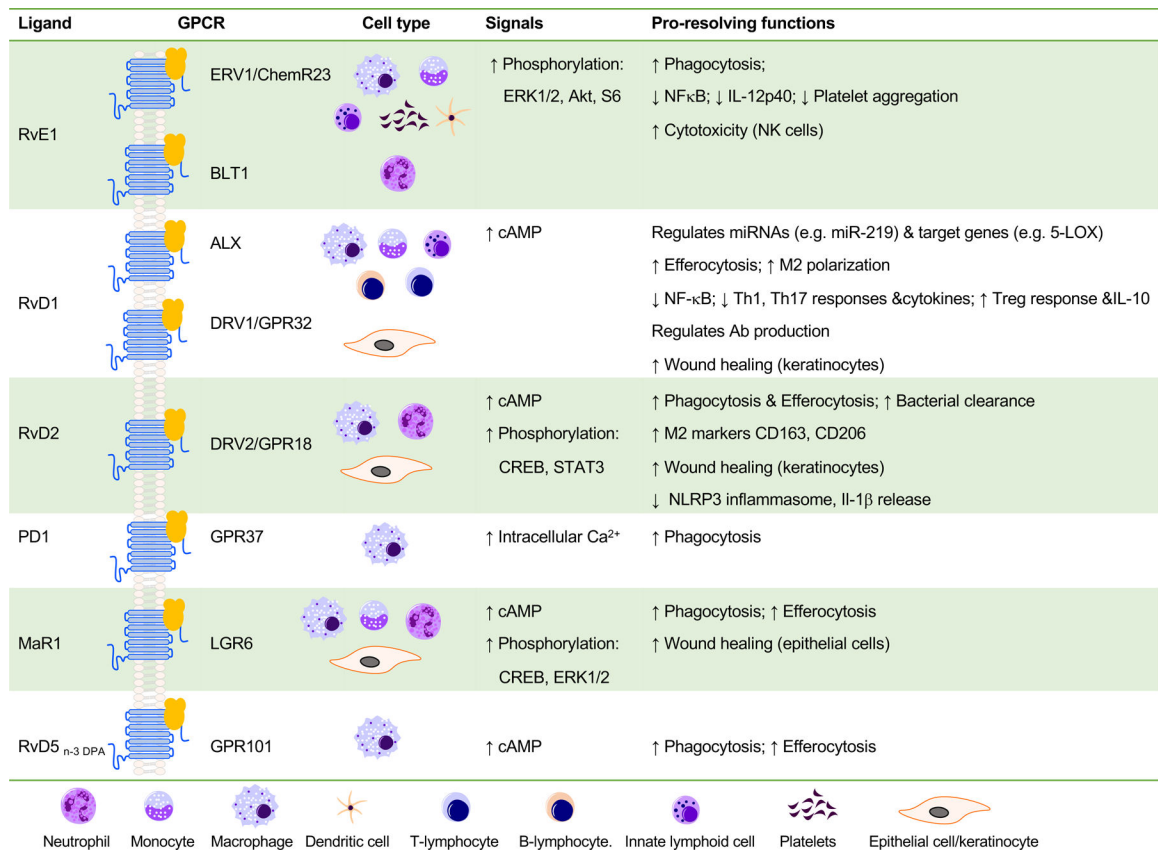 Ligand GPCR Cell type Signals Pro-resolving functions
RvE1
ERV1/ChemR23
BLT1
↑ Phosphorylation:
ERK1/2, Akt, S6
↑ Phagocytosis;
↓ NFκB; ↓ IL-12p40; ↓ Platelet aggregation
↑ Cytotoxicity (NK cells)
RvD1
ALX
DRV1/GPR32
↑ cAMP
Regulates miRNAs (e.g. miR-219) & target genes (e.g. 5-LOX)
↑ Efferocytosis; ↑ M2 polarization
↓ NF-κB; ↓ Th1, Th17 responses &cytokines; ↑ Treg response &IL-10
Regulates Ab production
↑ Wound healing (keratinocytes)
RvD2
DRV2/GPR18
↑ cAMP
↑ Phosphorylation:
CREB, STAT3
↑ Phagocytosis & Efferocytosis; ↑ Bacterial clearance
↑ M2 markers CD163, CD206
↑ Wound healing (keratinocytes)
↓ NLRP3 inflammasome, Il-1β release
PD1
GPR37
↑ Intracellular Ca²⁺
↑ Phagocytosis
MaR1
LGR6
↑ cAMP
↑ Phosphorylation:
CREB, ERK1/2
↑ Phagocytosis; ↑ Efferocytosis
↑ Wound healing (epithelial cells)
RvD5 n-3 DPA
GPR101
↑ cAMP
↑ Phagocytosis; ↑ Efferocytosis
Neutrophil Monocyte Macrophage Dendritic cell T-lymphocyte B-lymphocyte. Innate lymphoid cell Platelets Epithelial cell/keratinocyte